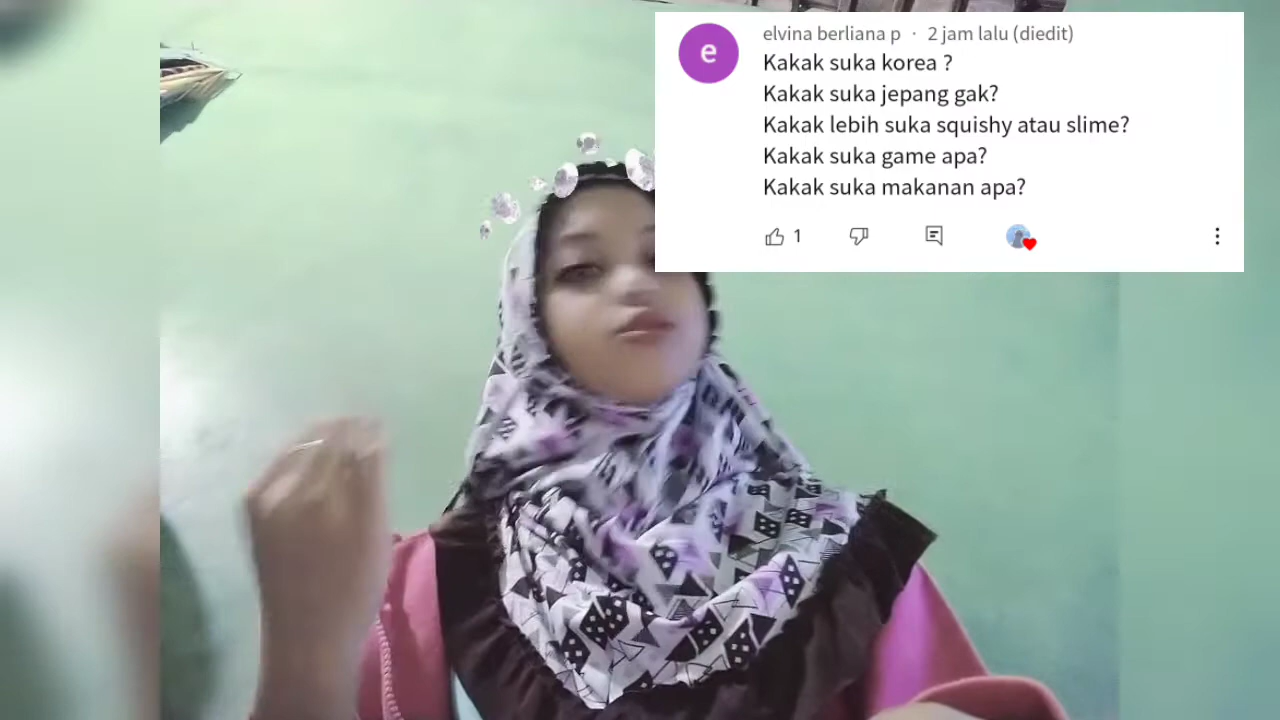 e
elvina berliana p · 2 jam lalu (diedit)
Kakak suka korea ?
Kakak suka jepang gak?
Kakak lebih suka squishy atau slime?
Kakak suka game apa?
Kakak suka makanan apa?
1